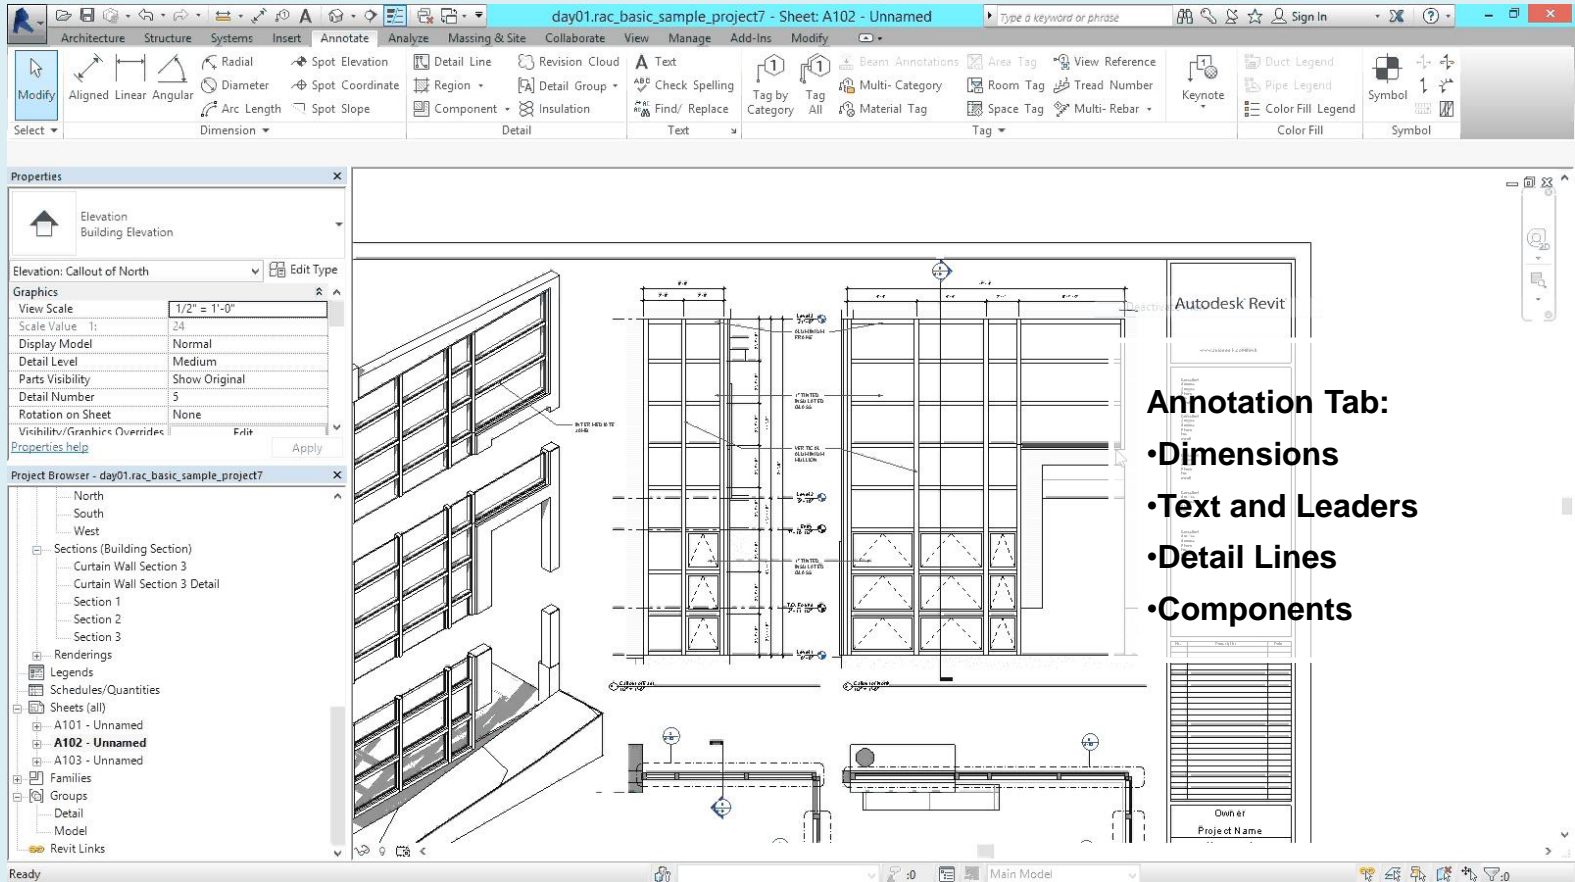 day01.rac_basic_sample_project7 - Sheet: A102 - Unnamed
Type a keyword or phrase
Sign In
Architecture Structure Systems Insert Annotate Analyze Massing & Site Collaborate View Manage Add-Ins Modify
Modify
Select
Aligned Linear Angular
Radial
Diameter
Arc Length
Spot Elevation
Spot Coordinate
Spot Slope
Dimension
Detail Line
Region
Component
Revision Cloud
Detail Group
Insulation
Detail
Text
Check Spelling
Find/ Replace
Text
Tag by Category
Tag All
Beam Annotations
Multi- Category
Material Tag
Area Tag
Room Tag
Space Tag
View Reference
Tread Number
Multi- Rebar
Tag
Keynote
Duct Legend
Pipe Legend
Color Fill Legend
Color Fill
Symbol
Symbol
Properties
Elevation
Building Elevation
Elevation: Callout of North
Edit Type
Graphics
View Scale 1/2" = 1'-0"
Scale Value 1: 24
Display Model Normal
Detail Level Medium
Parts Visibility Show Original
Detail Number 5
Rotation on Sheet None
Visibility/Graphics Overrides Edit
Properties help
Apply
Project Browser - day01.rac_basic_sample_project7
North
South
West
Sections (Building Section)
Curtain Wall Section 3
Curtain Wall Section 3 Detail
Section 1
Section 2
Section 3
Renderings
Legends
Schedules/Quantities
Sheets (all)
A101 - Unnamed
A102 - Unnamed
A103 - Unnamed
Families
Groups
Detail
Model
Revit Links
Autodesk Revit
Annotation Tab:
•Dimensions
•Text and Leaders
•Detail Lines
•Components
Owner
Project Name
Ready
:0
Main Model
:0